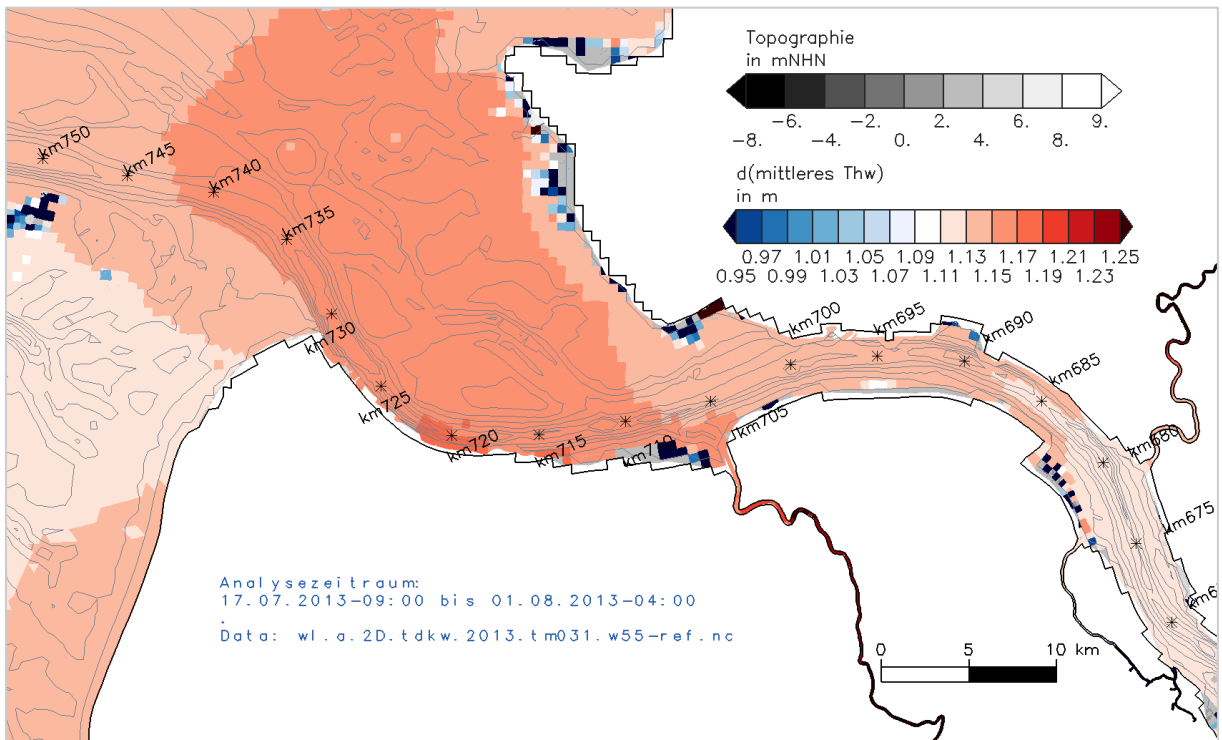 Topographie
in mNHN
-8. -6. -4. -2. 0. 2. 4. 6. 8. 9.
d(mittleres Thw)
in m
0.97 1.01 1.05 1.09 1.13 1.17 1.21 1.25
0.95 0.99 1.03 1.07 1.11 1.15 1.19 1.23
km750
km745
km740
km735
km730
km725
km720
km715
km710
km705
km700
km695
km690
km685
km680
km675
Analysezeitraum:
17.07.2013-09:00 bis 01.08.2013-04:00
.
Data: wl.a.2D.tdkw.2013.tm031.w55-ref.nc
0 5 10 km